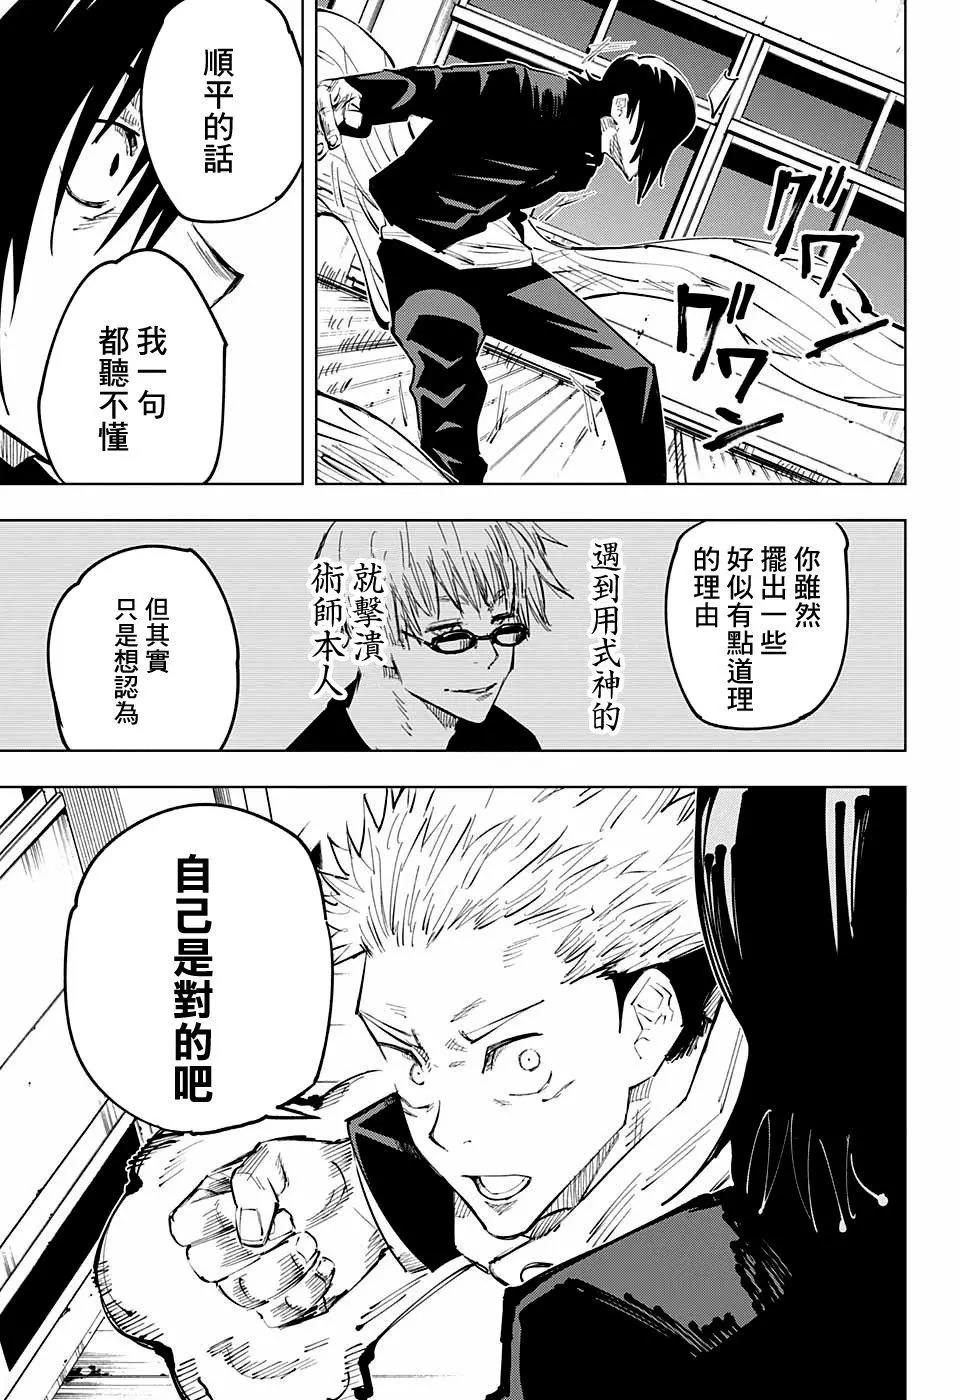 グワ
グワン
順平的話
我一句
都聽不懂
你雖然
擺出一些
好似有點道理
的理由
遇到用式神的
就擊潰
術師本人
但其實
只是想認為
自己是對的吧